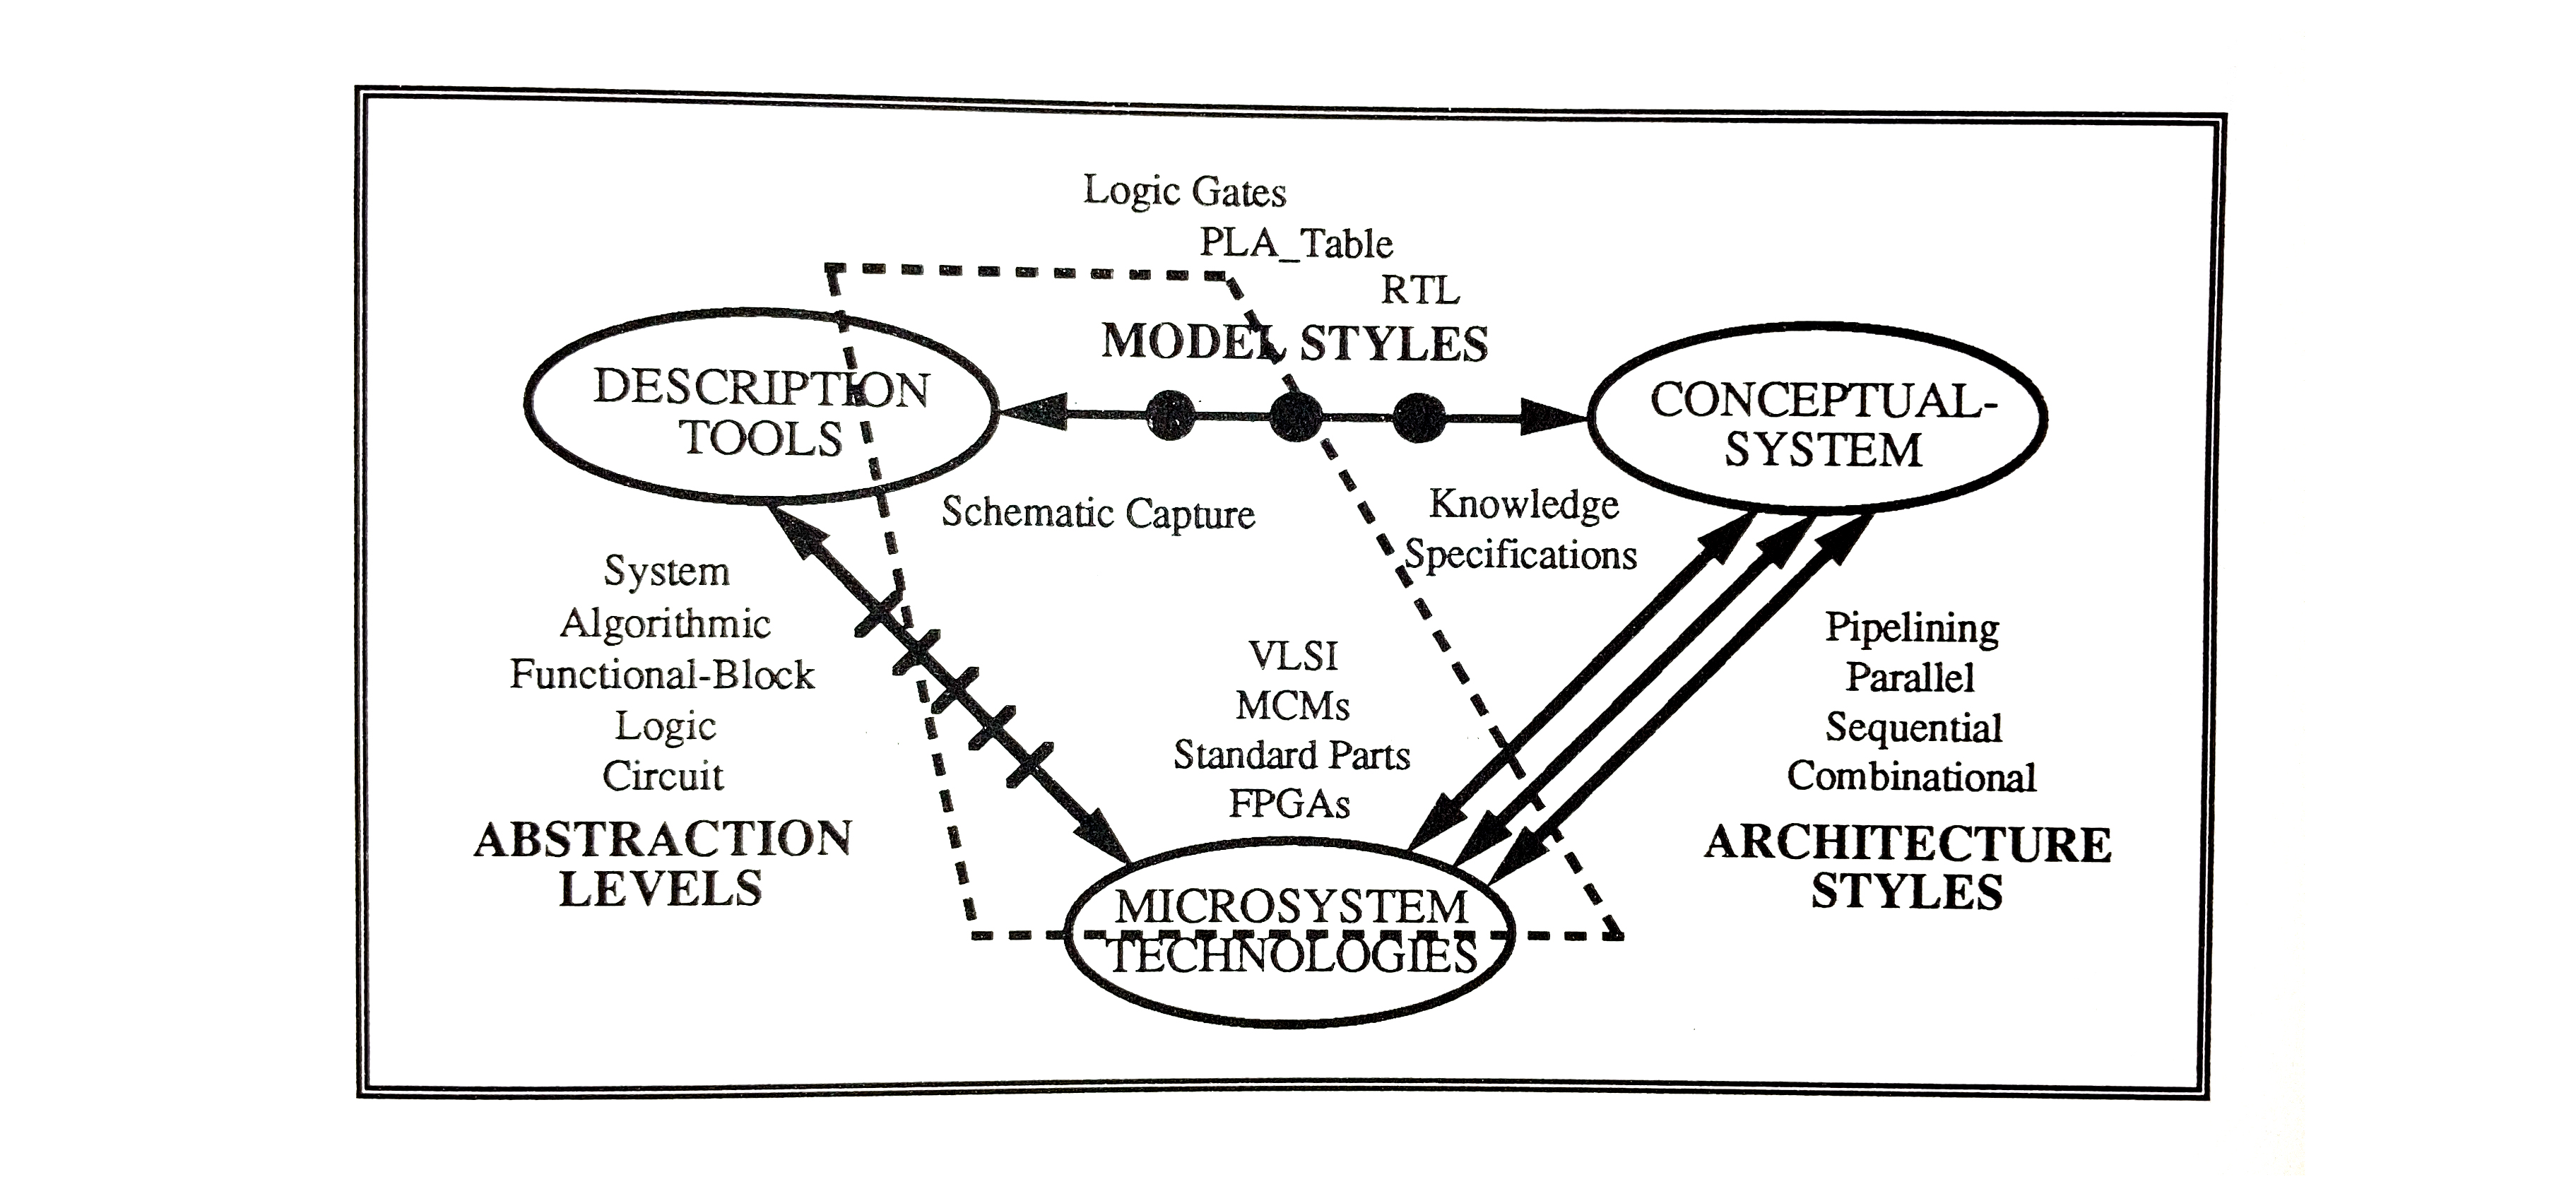 Logic Gates
PLA_Table
RTL
MODEL STYLES
DESCRIPTION
TOOLS
CONCEPTUAL-
SYSTEM
Schematic Capture
Knowledge
Specifications
System
Algorithmic
Functional-Block
Logic
Circuit
ABSTRACTION
LEVELS
VLSI
MCMs
Standard Parts
FPGAs
Pipelining
Parallel
Sequential
Combinational
ARCHITECTURE
STYLES
MICROSYSTEM
TECHNOLOGIES